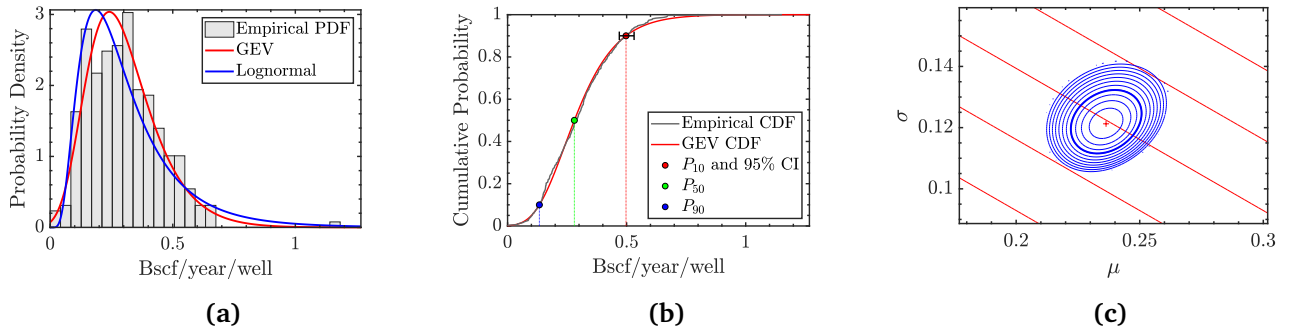 3
2
1
0
0
0.5
1
Probability Density
Bscf/year/well
Empirical PDF
GEV
Lognormal
(a)
1
0.8
0.6
0.4
0.2
0
0
0.5
1
Cumulative Probability
Bscf/year/well
Empirical CDF
GEV CDF
P10 and 95% CI
P50
P90
(b)
0.14
0.12
0.1
0.2
0.25
0.3
σ
μ
(c)